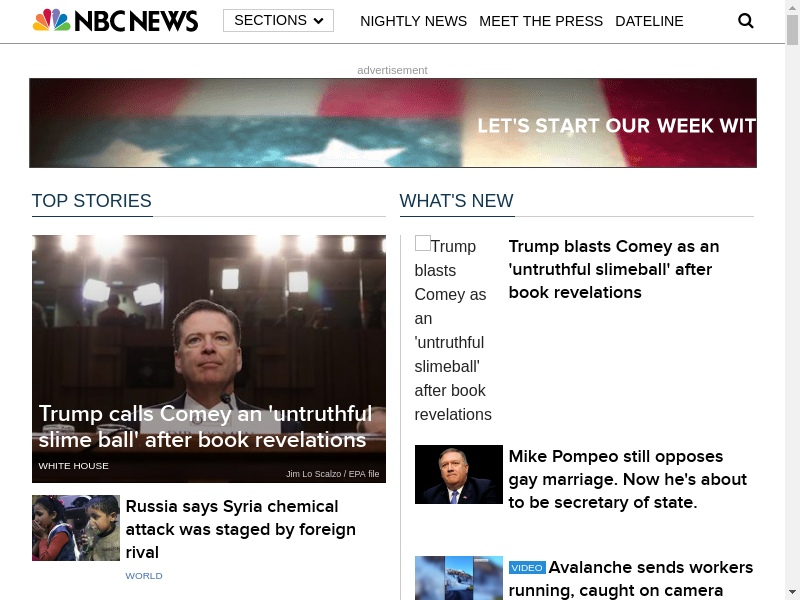 NBC NEWS
SECTIONS
NIGHTLY NEWS
MEET THE PRESS
DATELINE
advertisement
LET'S START OUR WEEK WIT
TOP STORIES
Trump calls Comey an 'untruthful
slime ball' after book revelations
WHITE HOUSE
Jim Lo Scalzo / EPA file
Russia says Syria chemical
attack was staged by foreign
rival
WORLD
WHAT'S NEW
Trump
blasts
Comey as
an
'untruthful
slimeball'
after book
revelations
Trump blasts Comey as an
'untruthful slimeball' after
book revelations
Mike Pompeo still opposes
gay marriage. Now he's about
to be secretary of state.
VIDEO Avalanche sends workers
running, caught on camera